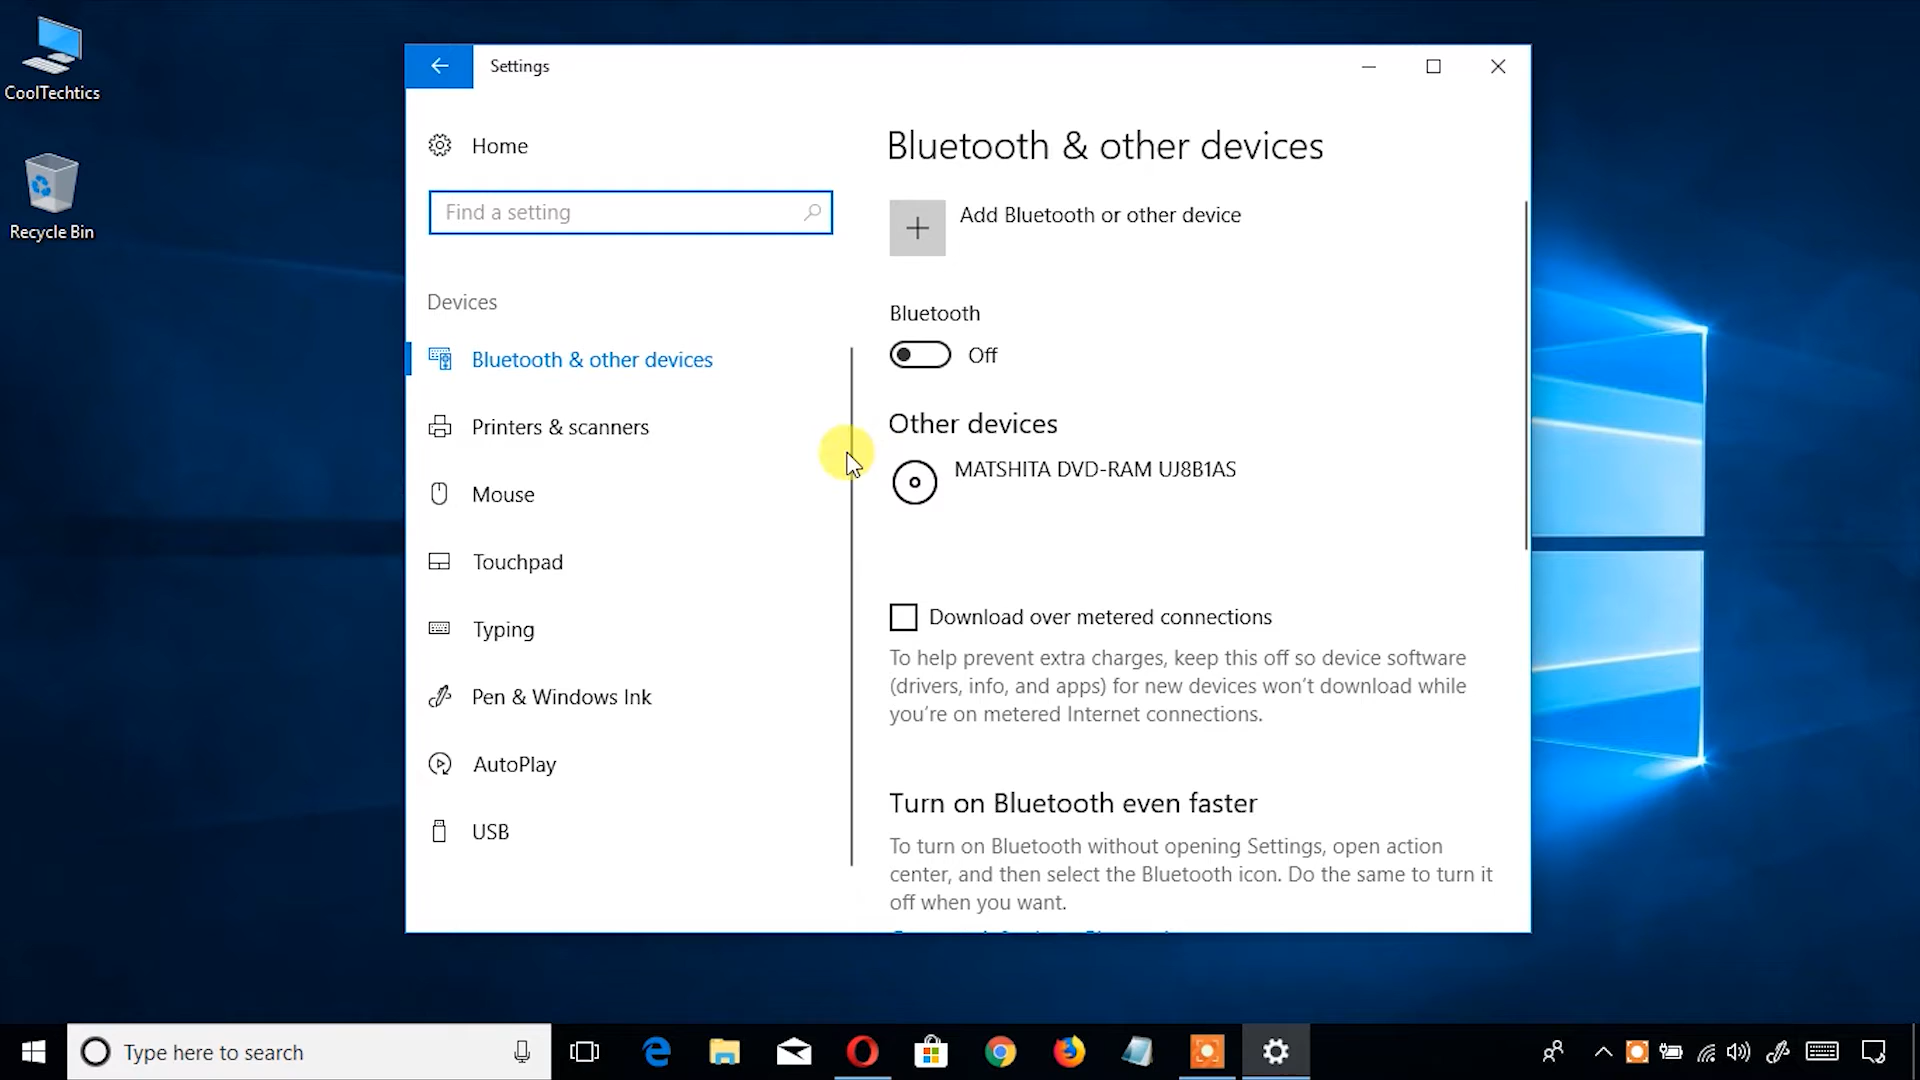 CoolTechtics
Recycle Bin
Settings
Home
Find a setting
Devices
Bluetooth & other devices
Printers & scanners
Mouse
Touchpad
Typing
Pen & Windows Ink
AutoPlay
USB
Bluetooth & other devices
Add Bluetooth or other device
Bluetooth
Off
Other devices
MATSHITA DVD-RAM UJ8B1AS
Download over metered connections
To help prevent extra charges, keep this off so device software
(drivers, info, and apps) for new devices won't download while
you're on metered Internet connections.
Turn on Bluetooth even faster
To turn on Bluetooth without opening Settings, open action
center, and then select the Bluetooth icon. Do the same to turn it
off when you want.
Type here to search